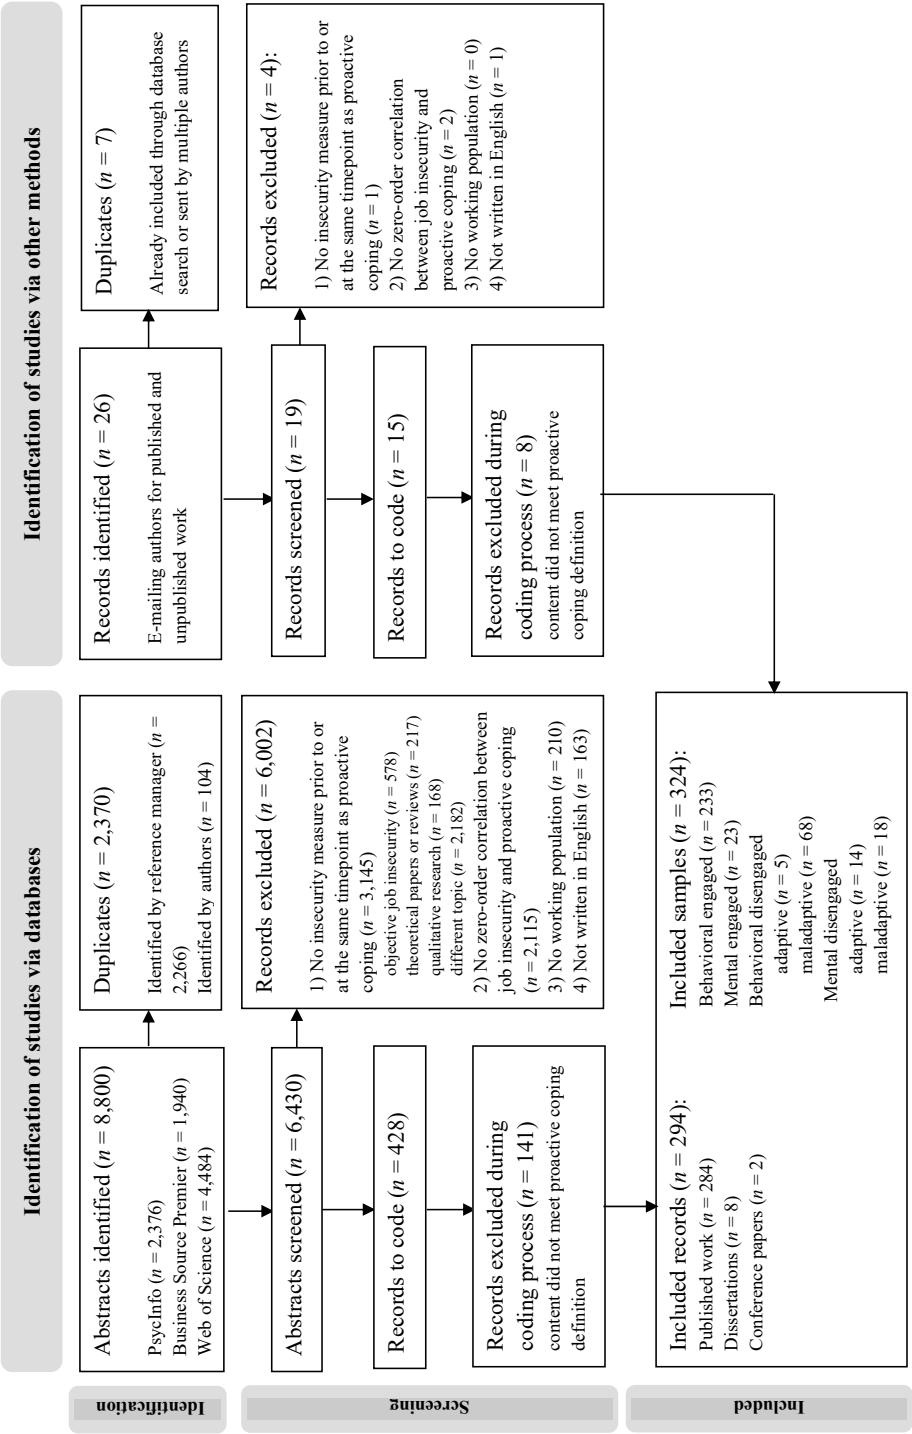 Identification of studies via databases
Identification of studies via other methods
Identification
Abstracts identified (n = 8,800)
PsycInfo (n = 2,376)
Business Source Premier (n = 1,940)
Web of Science (n = 4,484)
Duplicates (n = 2,370)
Identified by reference manager (n =
2,266)
Identified by authors (n = 104)
Records identified (n = 26)
E-mailing authors for published and
unpublished work
Duplicates (n = 7)
Already included through database
search or sent by multiple authors
Screening
Abstracts screened (n = 6,430)
Records excluded (n = 6,002)
1) No insecurity measure prior to or
at the same timepoint as proactive
coping (n = 3,145)
objective job insecurity (n = 578)
theoretical papers or reviews (n = 217)
qualitative research (n = 168)
different topic (n = 2,182)
2) No zero-order correlation between
job insecurity and proactive coping
(n = 2,115)
3) No working population (n = 210)
4) Not written in English (n = 163)
Records to code (n = 428)
Records excluded during
coding process (n = 141)
content did not meet proactive coping
definition
Records screened (n = 19)
Records excluded (n = 4):
1) No insecurity measure prior to or
at the same timepoint as proactive
coping (n = 1)
2) No zero-order correlation
between job insecurity and
proactive coping (n = 2)
3) No working population (n = 0)
4) Not written in English (n = 1)
Records to code (n = 15)
Records excluded during
coding process (n = 8)
content did not meet proactive
coping definition
Included
Included records (n = 294):
Published work (n = 284)
Dissertations (n = 8)
Conference papers (n = 2)
Included samples (n = 324):
Behavioral engaged (n = 233)
Mental engaged (n = 23)
Behavioral disengaged
adaptive (n = 5)
maladaptive (n = 68)
Mental disengaged
adaptive (n = 14)
maladaptive (n = 18)